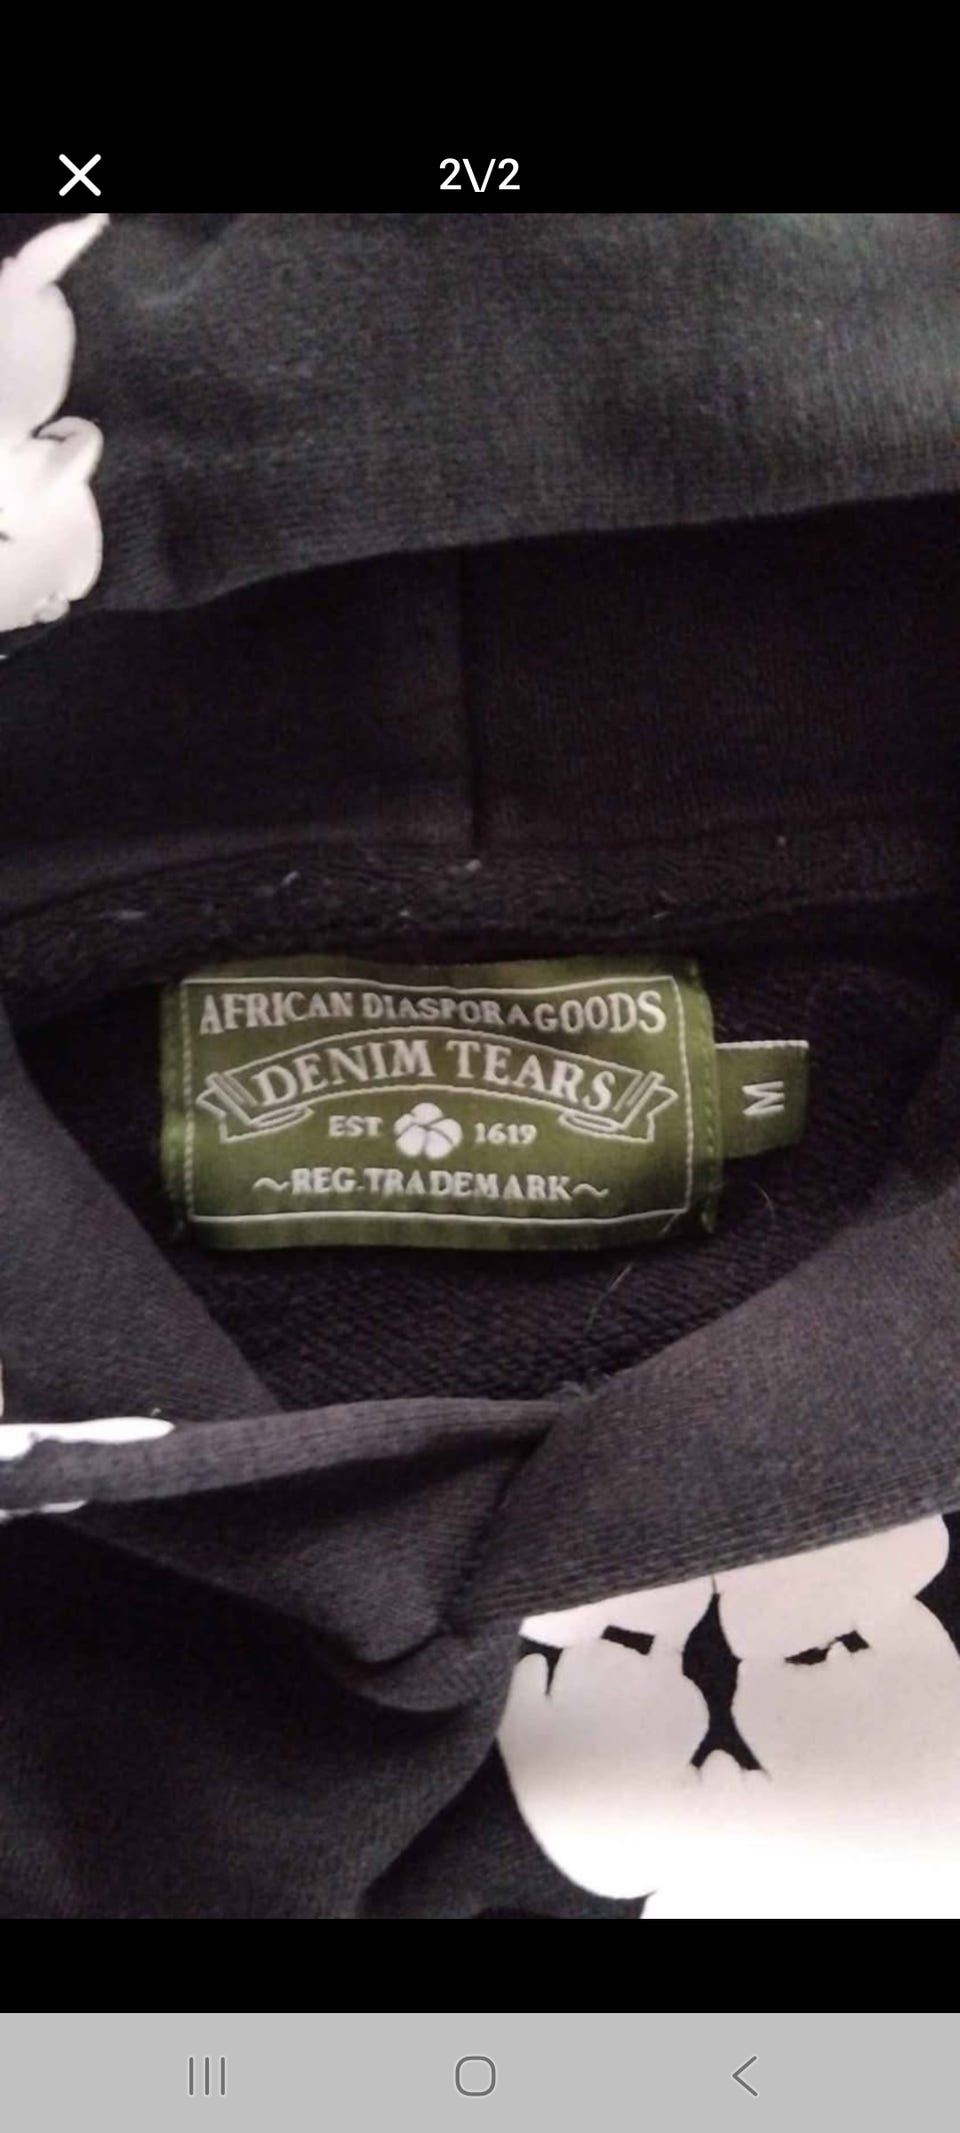 2\/2
AFRICAN DIASPORA GOODS
DENIM TEARS
EST 1619
~REG.TRADEMARK~
M